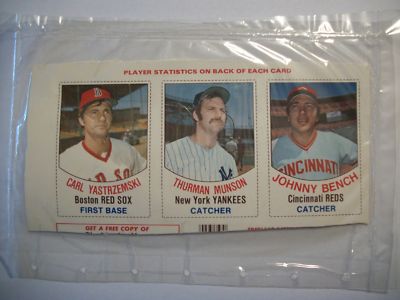 PLAYER STATISTICS ON BACK OF EACH CARD
CARL YASTRZEMSKI
Boston RED SOX
FIRST BASE
THURMAN MUNSON
New York YANKEES
CATCHER
CINCINNATI
JOHNNY BENCH
Cincinnati REDS
CATCHER
GET A FREE COPY OF